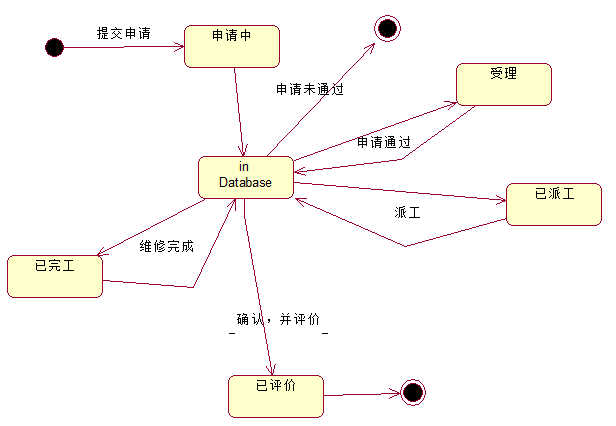 提交申请
申请中
申请未通过
受理
申请通过
in
Database
已派工
派工
维修完成
已完工
确认，并评价
已评价